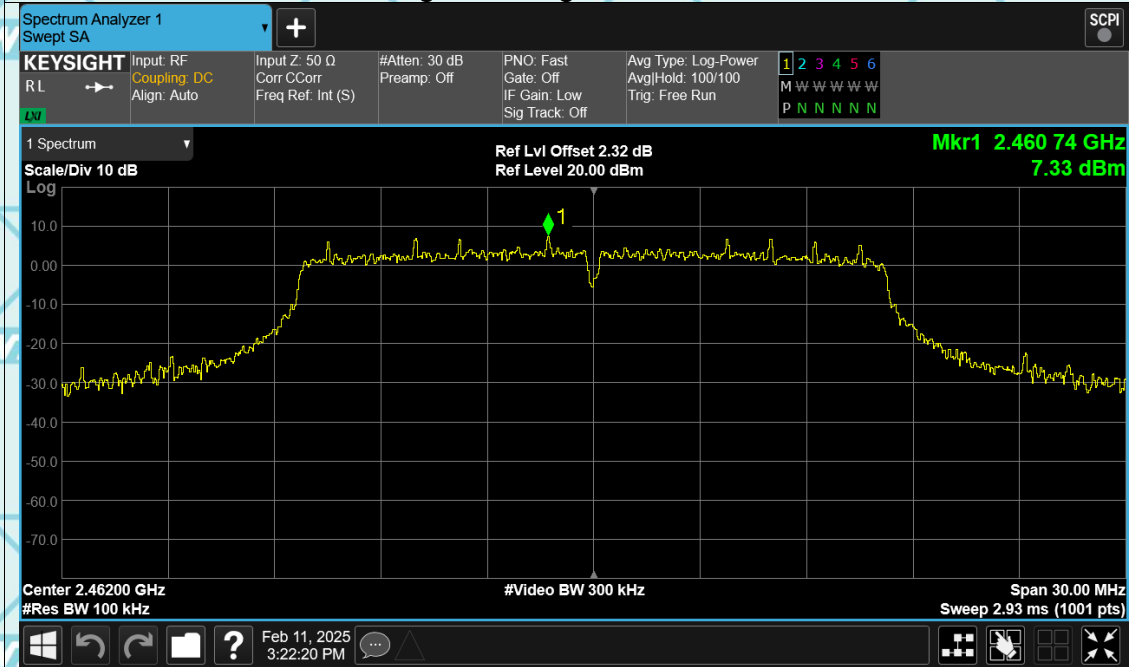 Spectrum Analyzer 1
Swept SA
+
SCPI
KEYSIGHT
R L
LXI
Input: RF
Coupling: DC
Align: Auto
Input Z: 50 Ω
Corr CCorr
Freq Ref: Int (S)
#Atten: 30 dB
Preamp: Off
PNO: Fast
Gate: Off
IF Gain: Low
Sig Track: Off
Avg Type: Log-Power
Avg|Hold: 100/100
Trig: Free Run
1 2 3 4 5 6
M W W W W W
P N N N N N
1 Spectrum
Scale/Div 10 dB
Log
Ref Lvl Offset 2.32 dB
Ref Level 20.00 dBm
Mkr1 2.460 74 GHz
7.33 dBm
1
10.0
0.00
-10.0
-20.0
-30.0
-40.0
-50.0
-60.0
-70.0
Center 2.46200 GHz
#Video BW 300 kHz
Span 30.00 MHz
#Res BW 100 kHz
Sweep 2.93 ms (1001 pts)
?
Feb 11, 2025
3:22:20 PM